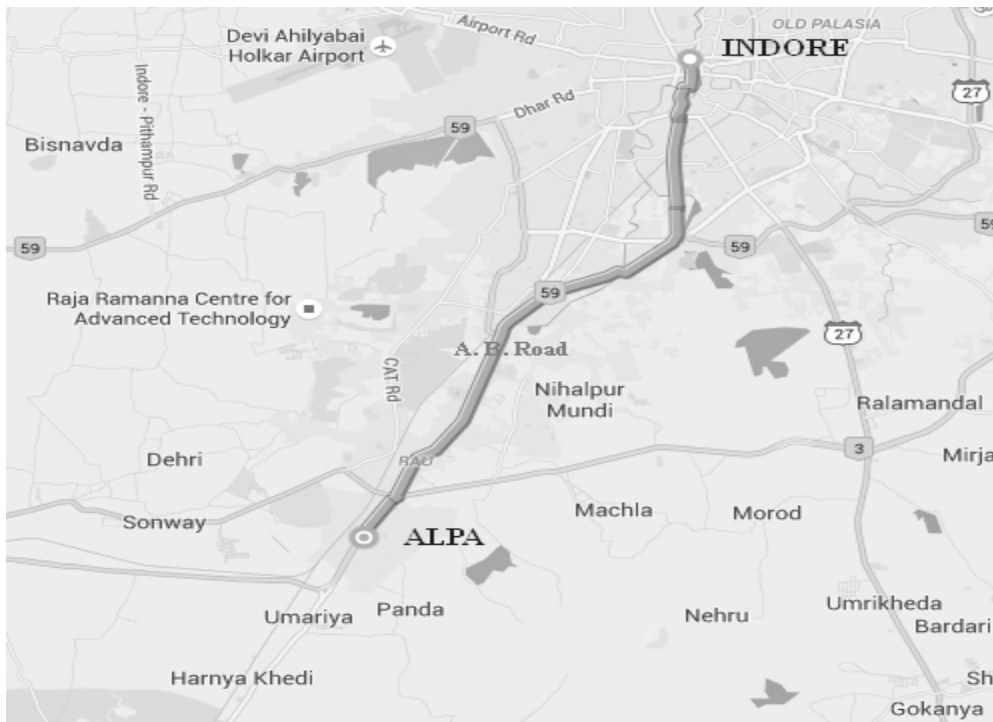 OLD PALASIA
Airport Rd
Devi Ahilyabai
Holkar Airport
INDORE
27
Indore - Pithampur Rd
Dhar Rd
59
Bisnavda
59
59
59
Raja Ramanna Centre for
Advanced Technology
59
27
A. B. Road
CAT Rd
Nihalpur
Mundi
Ralamandal
RAU
3
Dehri
Mirja
Sonway
Machla
Morod
ALPA
Umariya
Panda
Nehru
Umrikheda
Bardari
Harnya Khedi
Sh
Gokanya